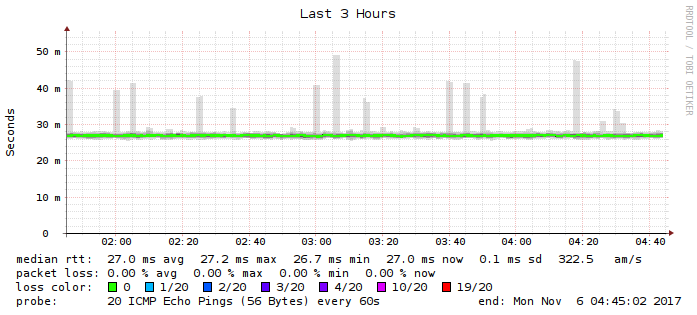 Last 3 Hours
RRDTOOL / TOBI OETIKER
Seconds
50 m
40 m
30 m
20 m
10 m
0
02:00 02:20 02:40 03:00 03:20 03:40 04:00 04:20 04:40
median rtt: 27.0 ms avg 27.2 ms max 26.7 ms min 27.0 ms now 0.1 ms sd 322.5 am/s
packet loss: 0.00 % avg 0.00 % max 0.00 % min 0.00 % now
loss color: 0 1/20 2/20 3/20 4/20 10/20 19/20
probe: 20 ICMP Echo Pings (56 Bytes) every 60s end: Mon Nov 6 04:45:02 2017